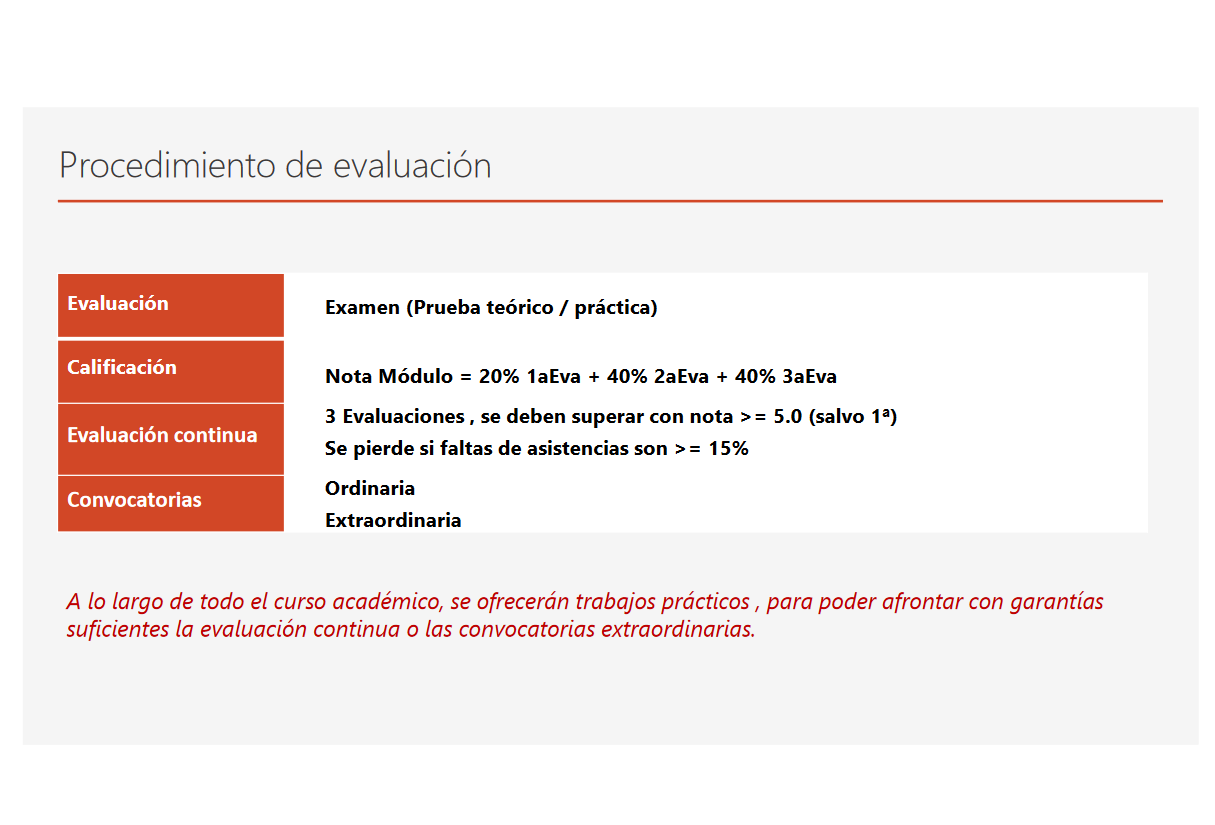 Procedimiento de evaluación
Evaluación
Examen (Prueba teórico / práctica)
Calificación
Nota Módulo = 20% 1aEva + 40% 2aEva + 40% 3aEva
Evaluación continua
3 Evaluaciones , se deben superar con nota >= 5.0 (salvo 1ª)
Se pierde si faltas de asistencias son >= 15%
Convocatorias
Ordinaria
Extraordinaria
A lo largo de todo el curso académico, se ofrecerán trabajos prácticos , para poder afrontar con garantías
suficientes la evaluación continua o las convocatorias extraordinarias.